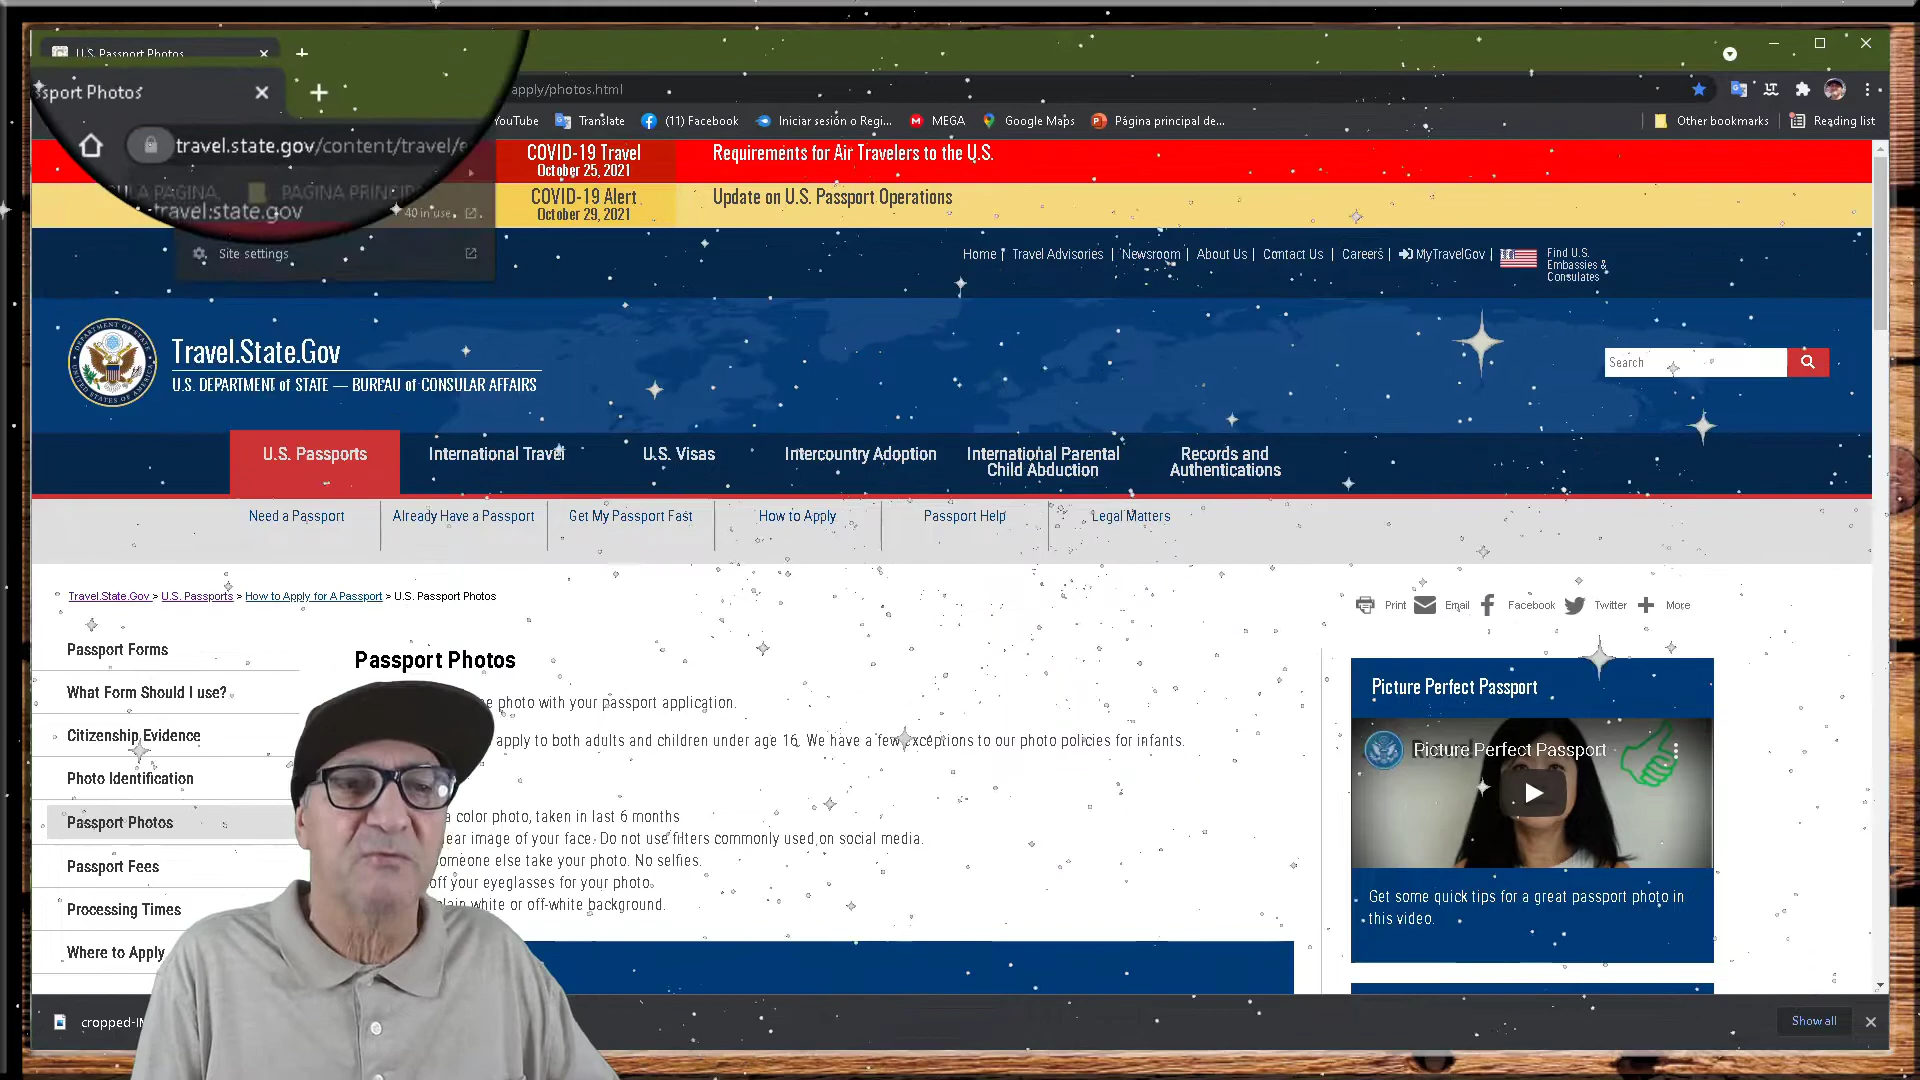 U.S. Passport Photos
sport Photos
apply/photos.html
travel.state.gov/content/travel/e
YouTube
Translate
(11) Facebook
Iniciar sesión o Regi...
MEGA
Google Maps
Página principal de...
Other bookmarks
Reading list
PAGINA
travel.state.gov
40 in use
Site settings
COVID-19 Travel
October 25, 2021
Requirements for Air Travelers to the U.S.
COVID-19 Alert
October 29, 2021
Update on U.S. Passport Operations
Home | Travel Advisories | Newsroom | About Us | Contact Us | Careers | MyTravelGov |
Find U.S.
Embassies &
Consulates
Travel.State.Gov
U.S. DEPARTMENT of STATE — BUREAU of CONSULAR AFFAIRS
Search
U.S. Passports
International Travel
U.S. Visas
Intercountry Adoption
International Parental
Child Abduction
Records and
Authentications
Need a Passport
Already Have a Passport
Get My Passport Fast
How to Apply
Passport Help
Legal Matters
Travel.State.Gov > U.S. Passports > How to Apply for A Passport > U.S. Passport Photos
Print
Email
Facebook
Twitter
More
Passport Forms
What Form Should I use?
Citizenship Evidence
Photo Identification
Passport Photos
Passport Fees
Processing Times
Where to Apply
Passport Photos
photo with your passport application.
apply to both adults and children under age 16. We have a few exceptions to our photo policies for infants.
a color photo, taken in last 6 months
ear image of your face. Do not use filters commonly used on social media.
omeone else take your photo. No selfies.
off your eyeglasses for your photo.
lain white or off-white background.
Picture Perfect Passport
Picture Perfect Passport
Get some quick tips for a great passport photo in
this video.
cropped-IM
Show all